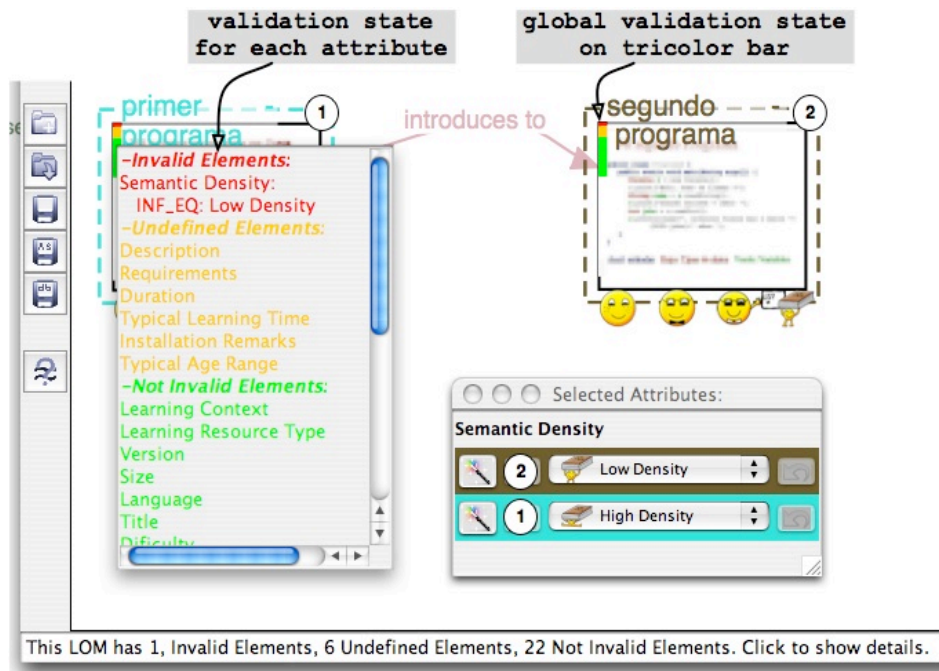 validation state
for each attribute
global validation state
on tricolor bar
primer
programa
1
introduces to
segundo
programa
2
-Invalid Elements:
Semantic Density:
INF_EQ: Low Density
-Undefined Elements:
Description
Requirements
Duration
Typical Learning Time
Installation Remarks
Typical Age Range
-Not Invalid Elements:
Learning Context
Learning Resource Type
Version
Size
Language
Title
Dificulty
Selected Attributes:
Semantic Density
2 Low Density
1 High Density
This LOM has 1, Invalid Elements, 6 Undefined Elements, 22 Not Invalid Elements. Click to show details.